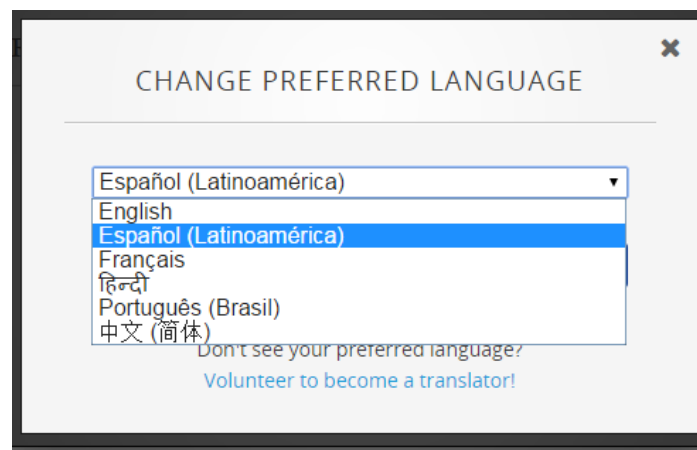 CHANGE PREFERRED LANGUAGE
Español (Latinoamérica)
English
Español (Latinoamérica)
Français
हिन्दी
Português (Brasil)
中文 (简体)
Don't see your preferred language?
Volunteer to become a translator!